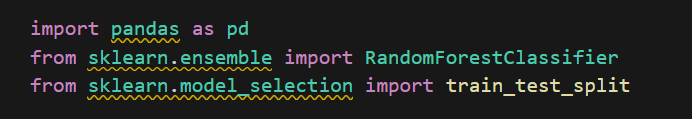 import pandas as pd
from sklearn.ensemble import RandomForestClassifier
from sklearn.model_selection import train_test_split